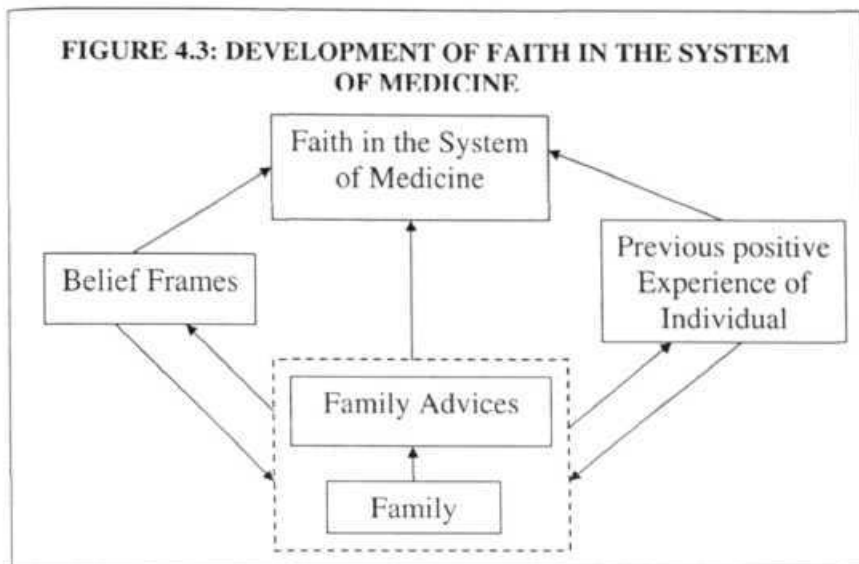 FIGURE 4.3: DEVELOPMENT OF FAITH IN THE SYSTEM
OF MEDICINE
Faith in the System
of Medicine
Belief Frames
Previous positive
Experience of
Individual
Family Advices
Family